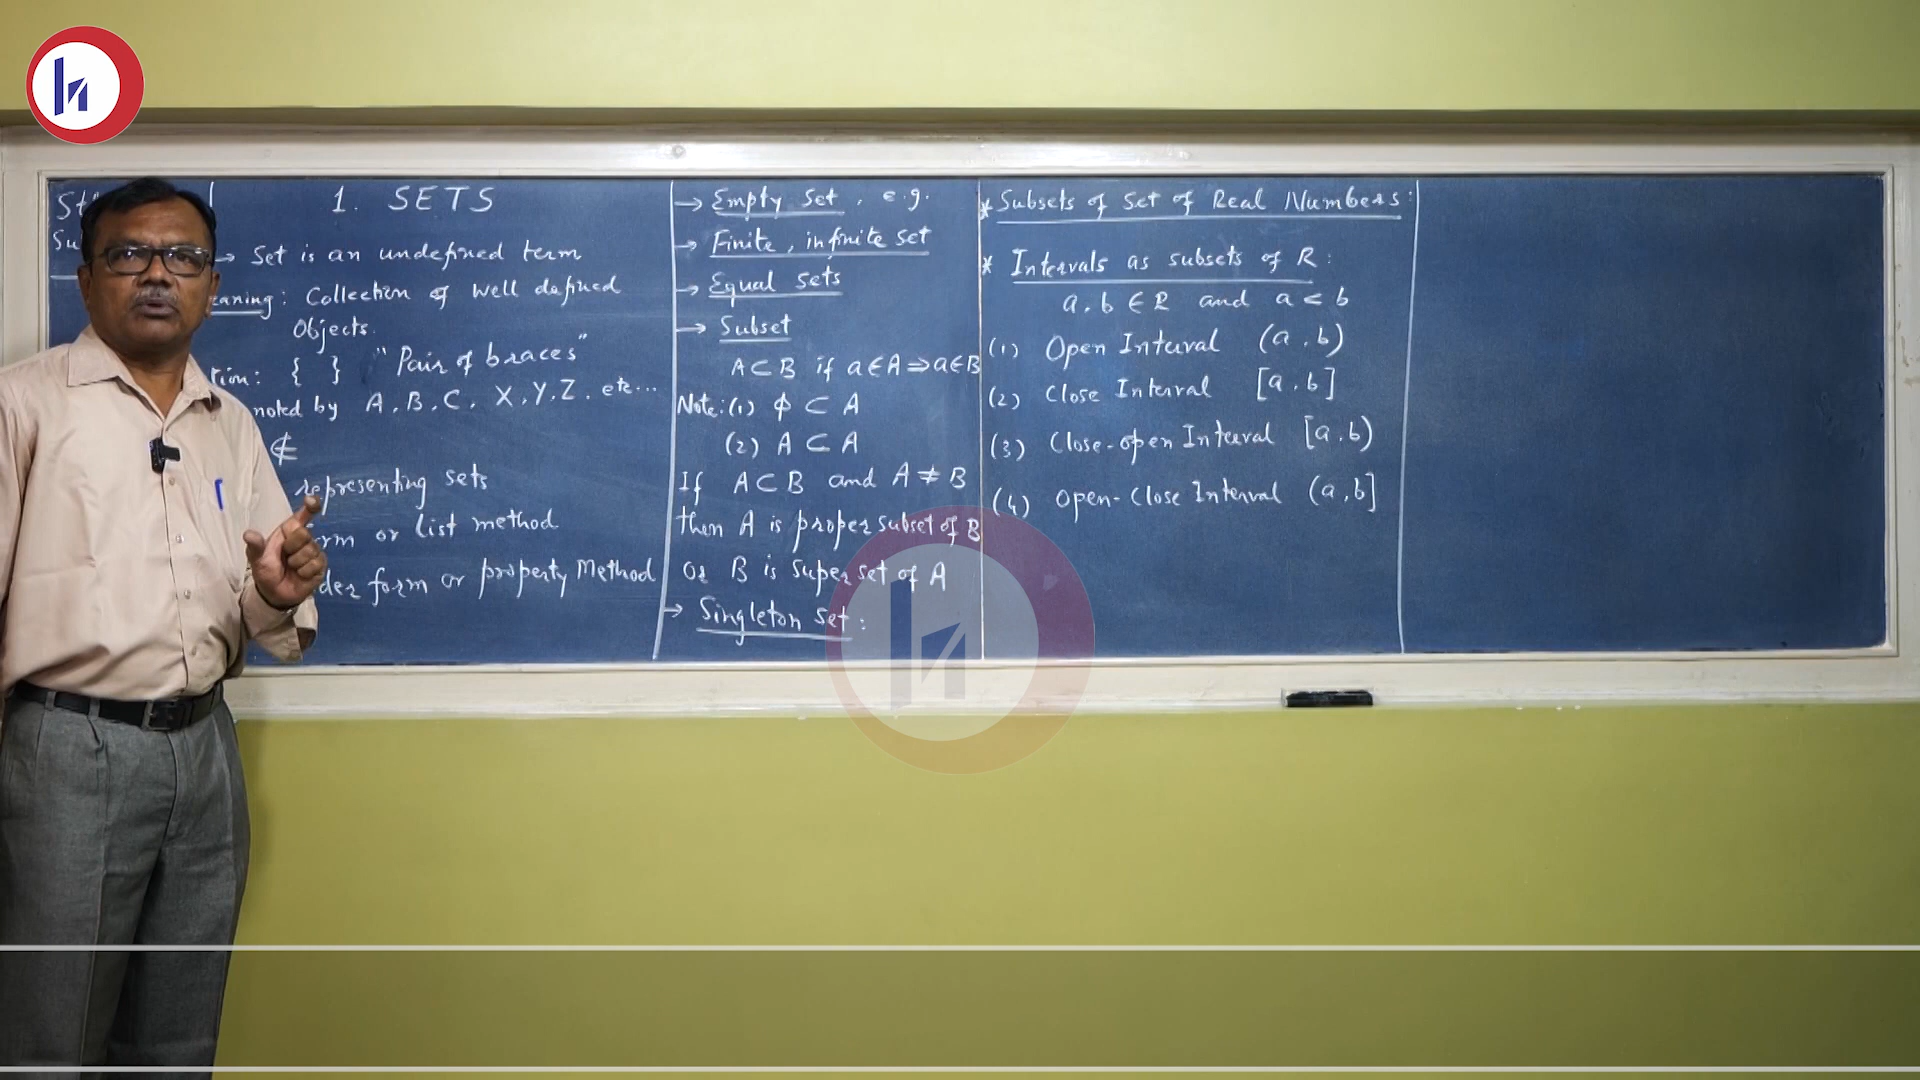 1. SETS
→ Set is an undefined term
eaning: Collection of well defined
Objects.
tion: { } "Pair of braces"
noted by A, B, C, X, Y, Z, etc...
∉
representing sets
rm or list method
der form or property Method
→ Empty Set, e.g.
→ Finite, infinite set
→ Equal sets
→ Subset
A⊂B if a∈A⇒a∈B
Note: (1) ϕ ⊂ A
(2) A ⊂ A
If A⊂B and A≠B
then A is proper subset of B
or B is super set of A
→ Singleton set:
* Subsets of Set of Real Numbers:
* Intervals as subsets of R:
a, b ∈ R and a < b
(1) Open Interval (a, b)
(2) Close Interval [a, b]
(3) Close-open Interval [a, b)
(4) Open-Close Interval (a, b]